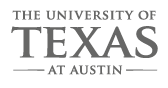 THE UNIVERSITY OF
TEXAS
AT AUSTIN